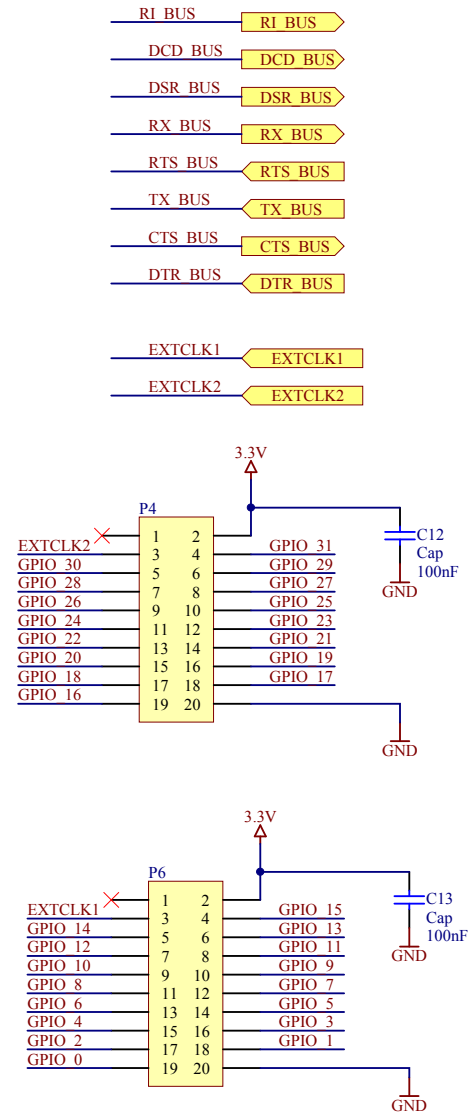 RI_BUS RI_BUS
DCD_BUS DCD_BUS
DSR_BUS DSR_BUS
RX_BUS RX_BUS
RTS_BUS RTS_BUS
TX_BUS TX_BUS
CTS_BUS CTS_BUS
DTR_BUS DTR_BUS
EXTCLK1 EXTCLK1
EXTCLK2 EXTCLK2
3.3V
P4
1 2
EXTCLK2 3 4 GPIO_31
GPIO_30 5 6 GPIO_29
GPIO_28 7 8 GPIO_27
GPIO_26 9 10 GPIO_25
GPIO_24 11 12 GPIO_23
GPIO_22 13 14 GPIO_21
GPIO_20 15 16 GPIO_19
GPIO_18 17 18 GPIO_17
GPIO_16 19 20
C12
Cap
100nF
GND
GND
3.3V
P6
1 2
EXTCLK1 3 4 GPIO_15
GPIO_14 5 6 GPIO_13
GPIO_12 7 8 GPIO_11
GPIO_10 9 10 GPIO_9
GPIO_8 11 12 GPIO_7
GPIO_6 13 14 GPIO_5
GPIO_4 15 16 GPIO_3
GPIO_2 17 18 GPIO_1
GPIO_0 19 20
C13
Cap
100nF
GND
GND